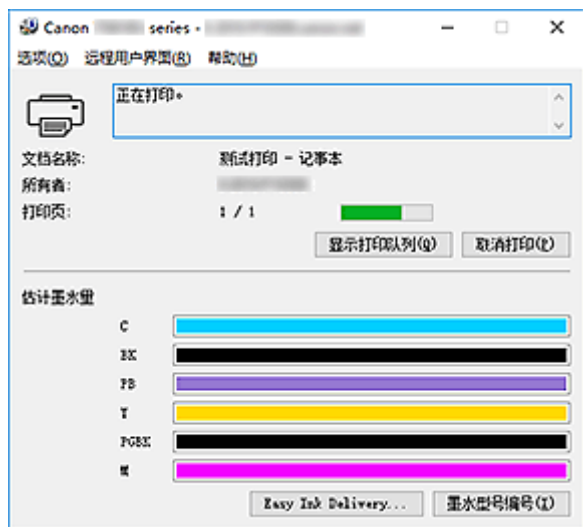 Canon series -
选项(O) 远程用户界面(R) 帮助(H)
正在打印。
文档名称: 测试打印 - 记事本
所有者:
打印页: 1 / 1
显示打印队列(Q) 取消打印(P)
估计墨水量
C
BK
PB
Y
PGBK
M
Easy Ink Delivery... 墨水型号编号(I)